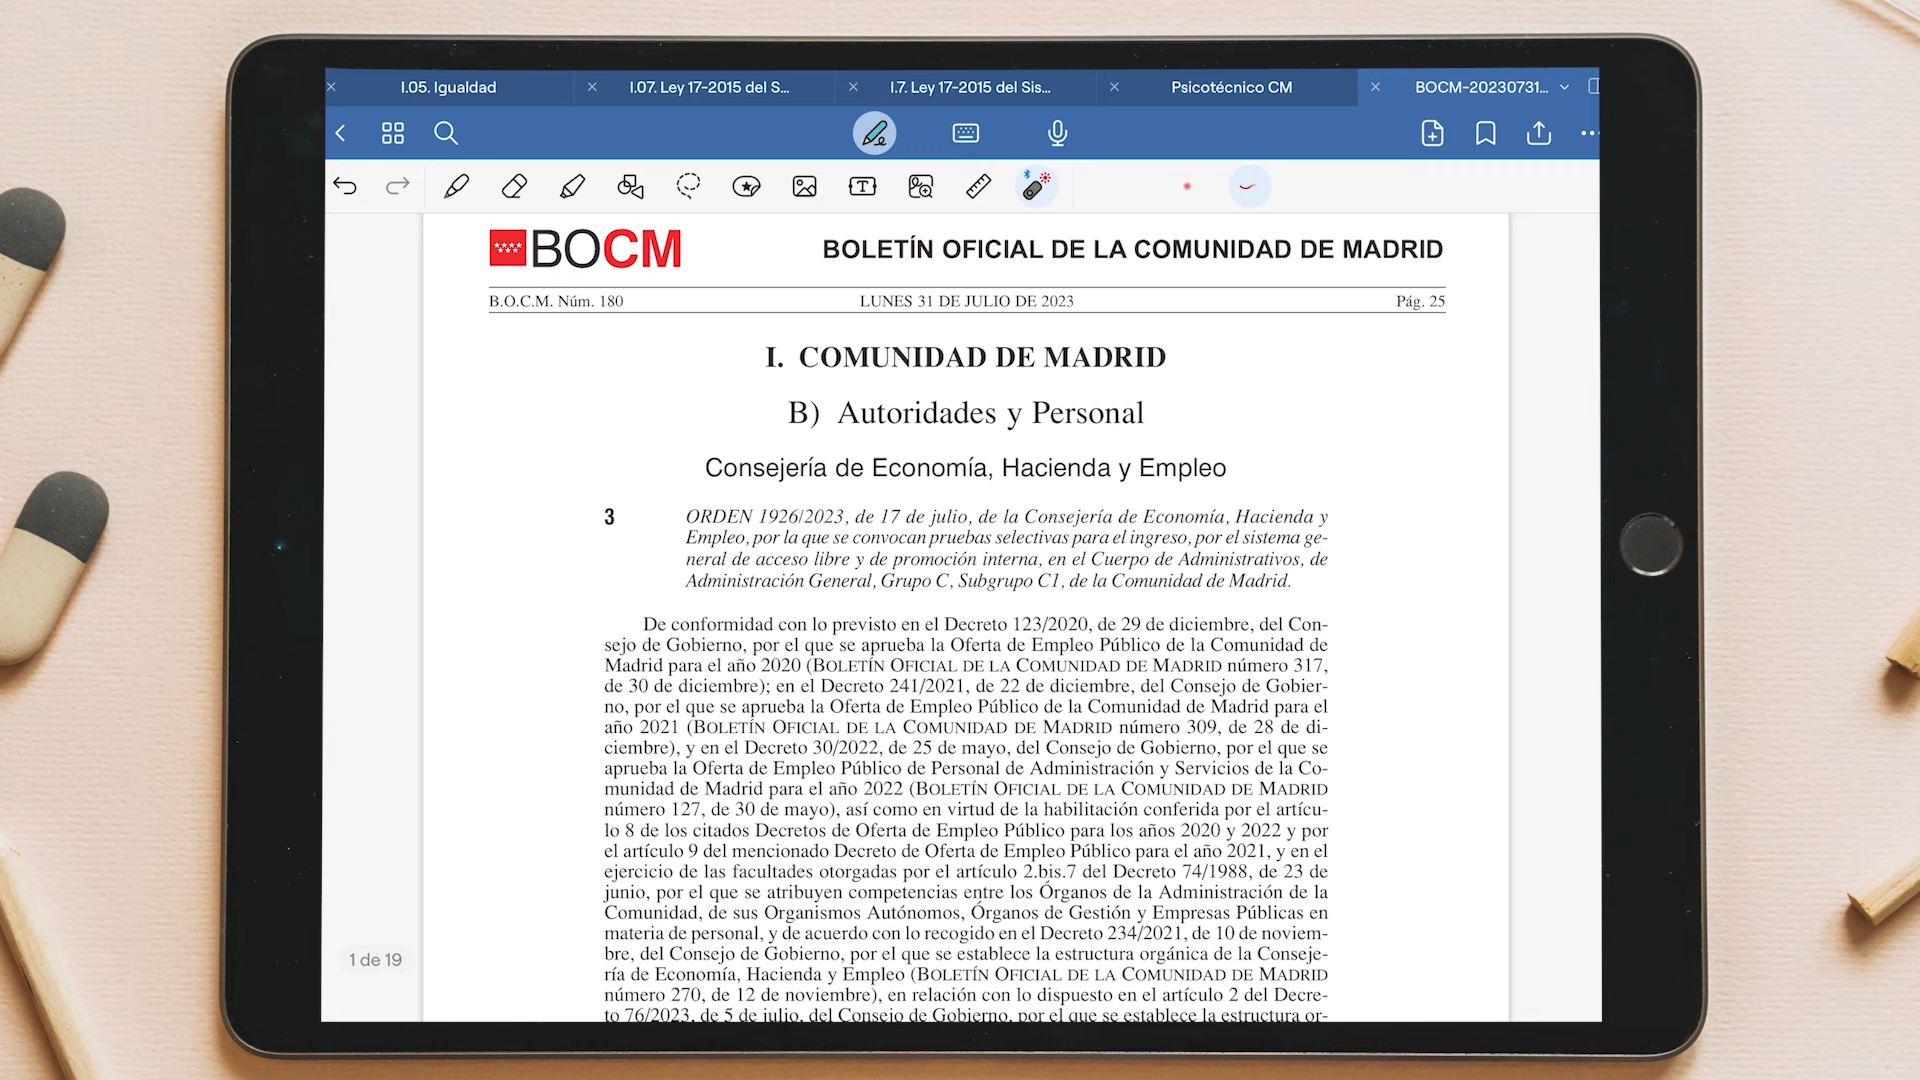 I.05. Igualdad
I.07. Ley 17-2015 del S...
I.7. Ley 17-2015 del Sis...
Psicotécnico CM
BOCM-20230731...
BOCM
BOLETÍN OFICIAL DE LA COMUNIDAD DE MADRID
B.O.C.M. Núm. 180
LUNES 31 DE JULIO DE 2023
Pág. 25
I. COMUNIDAD DE MADRID
B) Autoridades y Personal
Consejería de Economía, Hacienda y Empleo
3
ORDEN 1926/2023, de 17 de julio, de la Consejería de Economía, Hacienda y
Empleo, por la que se convocan pruebas selectivas para el ingreso, por el sistema ge-
neral de acceso libre y de promoción interna, en el Cuerpo de Administrativos, de
Administración General, Grupo C, Subgrupo C1, de la Comunidad de Madrid.
De conformidad con lo previsto en el Decreto 123/2020, de 29 de diciembre, del Con-
sejo de Gobierno, por el que se aprueba la Oferta de Empleo Público de la Comunidad de
Madrid para el año 2020 (BOLETÍN OFICIAL DE LA COMUNIDAD DE MADRID número 317,
de 30 de diciembre); en el Decreto 241/2021, de 22 de diciembre, del Consejo de Gobier-
no, por el que se aprueba la Oferta de Empleo Público de la Comunidad de Madrid para el
año 2021 (BOLETÍN OFICIAL DE LA COMUNIDAD DE MADRID número 309, de 28 de di-
ciembre), y en el Decreto 30/2022, de 25 de mayo, del Consejo de Gobierno, por el que se
aprueba la Oferta de Empleo Público de Personal de Administración y Servicios de la Co-
munidad de Madrid para el año 2022 (BOLETÍN OFICIAL DE LA COMUNIDAD DE MADRID
número 127, de 30 de mayo), así como en virtud de la habilitación conferida por el artícu-
lo 8 de los citados Decretos de Oferta de Empleo Público para los años 2020 y 2022 y por
el artículo 9 del mencionado Decreto de Oferta de Empleo Público para el año 2021, y en el
ejercicio de las facultades otorgadas por el artículo 2.bis.7 del Decreto 74/1988, de 23 de
junio, por el que se atribuyen competencias entre los Órganos de la Administración de la
Comunidad, de sus Organismos Autónomos, Órganos de Gestión y Empresas Públicas en
materia de personal, y de acuerdo con lo recogido en el Decreto 234/2021, de 10 de noviem-
bre, del Consejo de Gobierno, por el que se establece la estructura orgánica de la Conseje-
ría de Economía, Hacienda y Empleo (BOLETÍN OFICIAL DE LA COMUNIDAD DE MADRID
número 270, de 12 de noviembre), en relación con lo dispuesto en el artículo 2 del Decre-
to 76/2023, de 5 de julio, del Consejo de Gobierno, por el que se establece la estructura or-
1 de 19